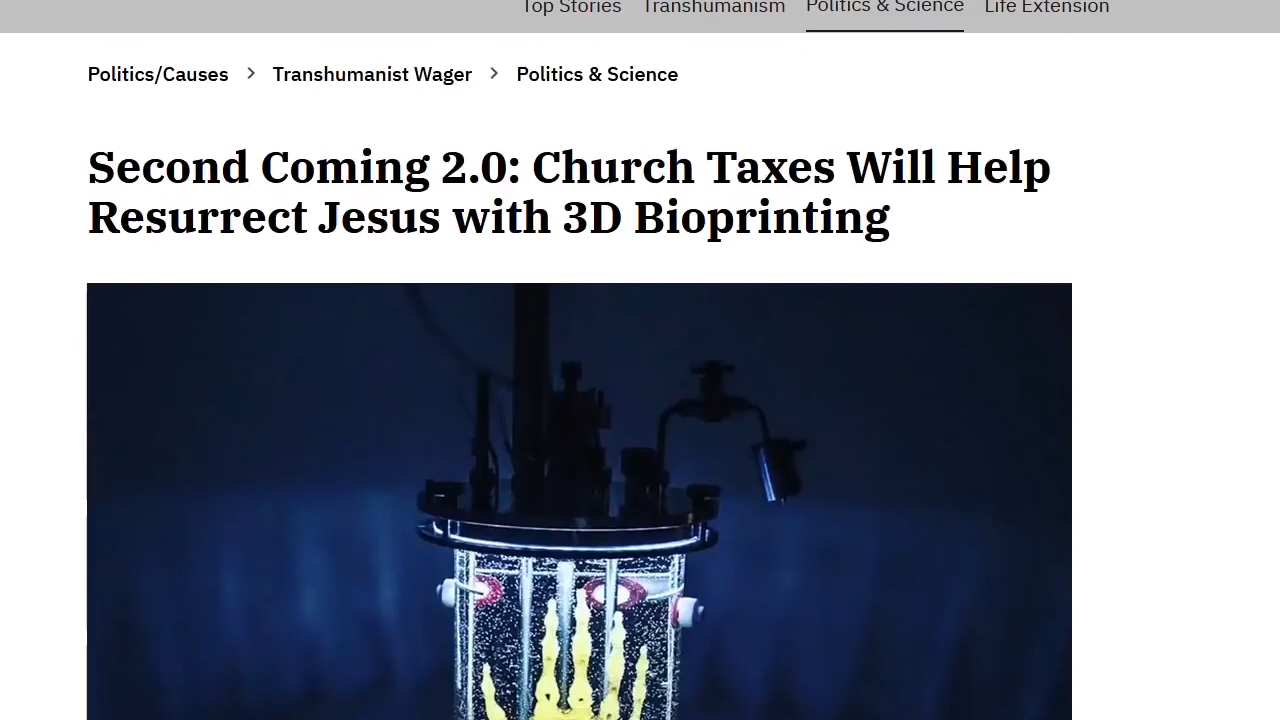 Top Stories Transhumanism Politics & Science Life Extension
Politics/Causes > Transhumanist Wager > Politics & Science
Second Coming 2.0: Church Taxes Will Help
Resurrect Jesus with 3D Bioprinting